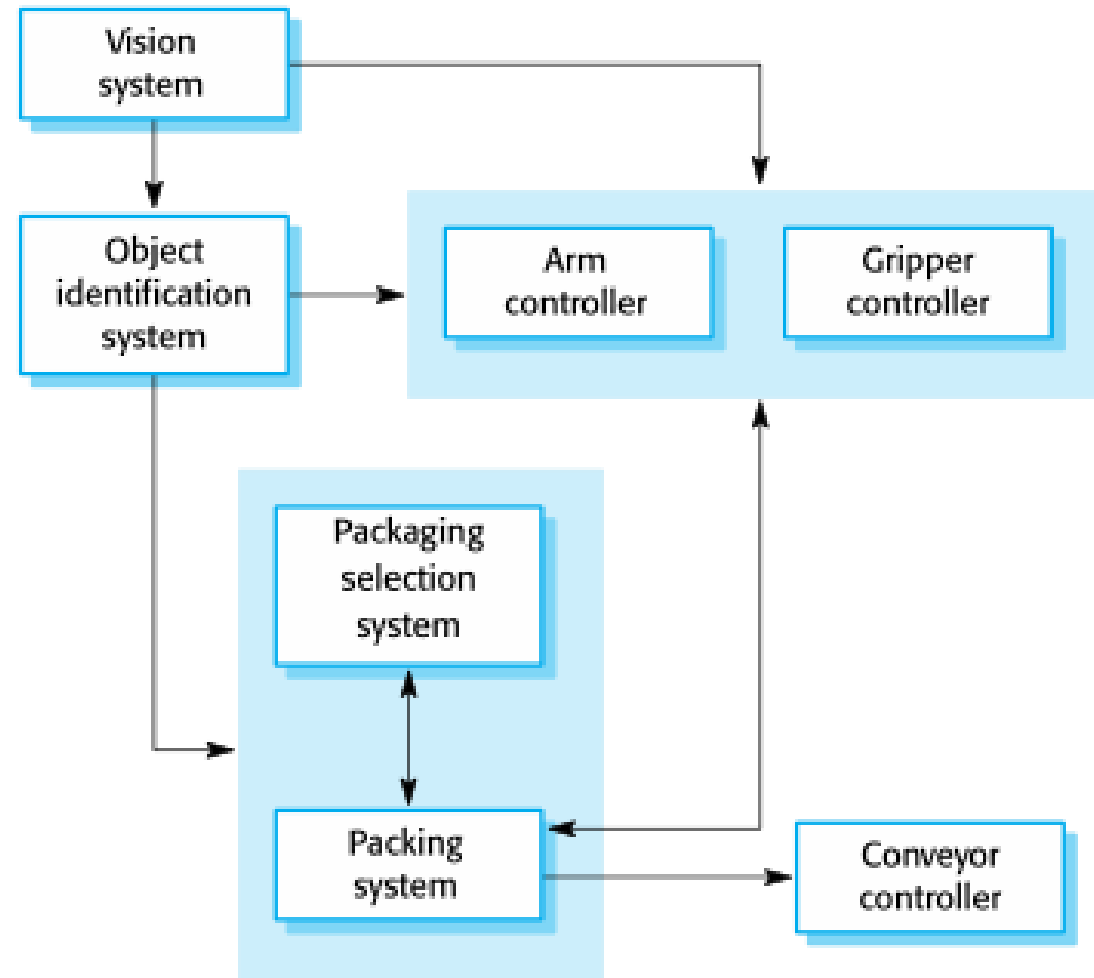 Vision
system
Object
identification
system
Arm
controller
Gripper
controller
Packaging
selection
system
Packing
system
Conveyor
controller